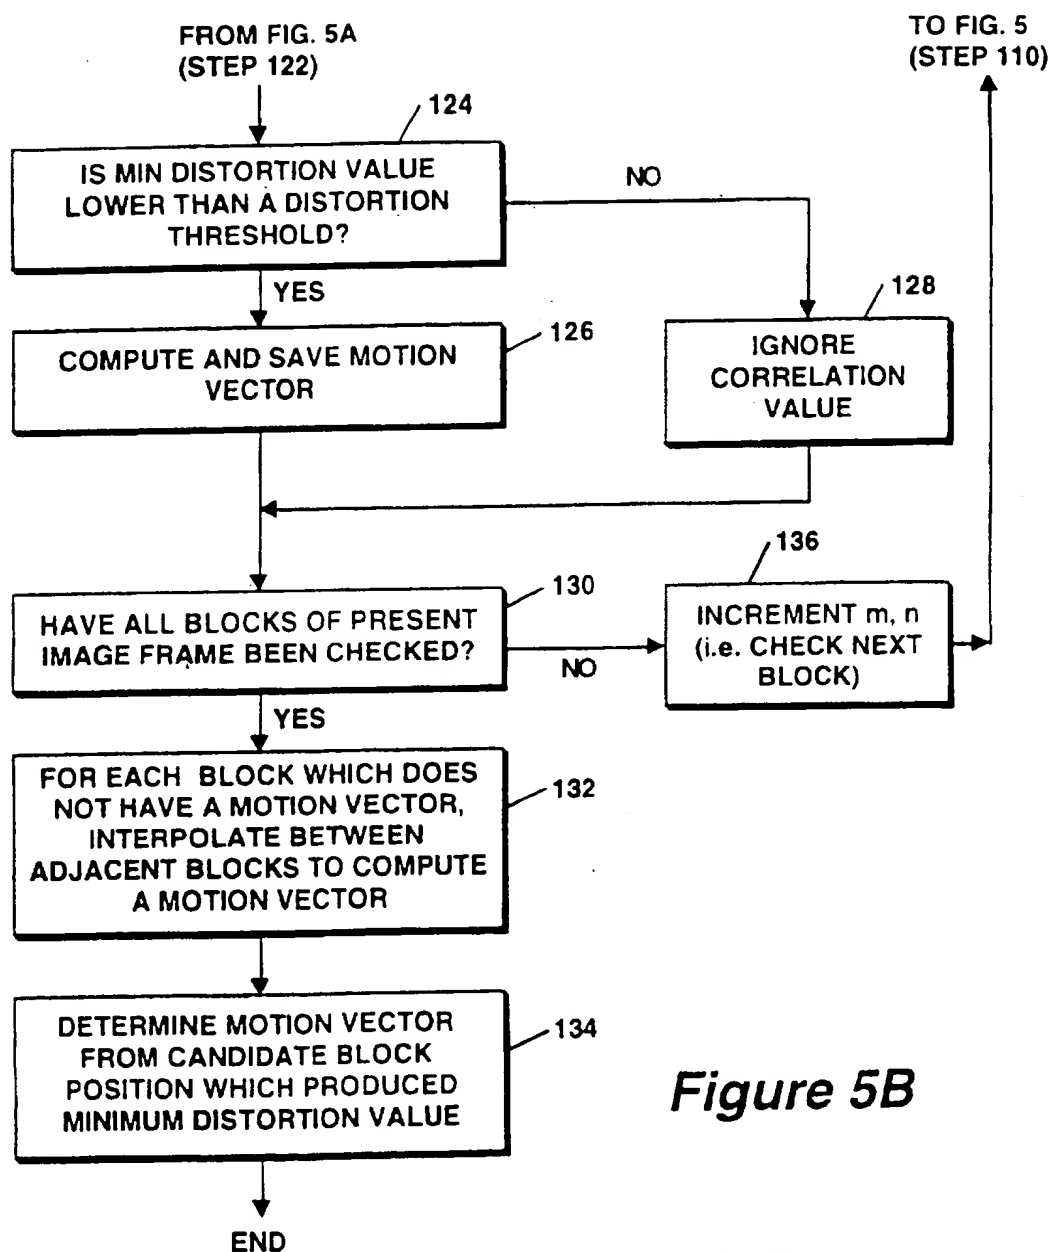 FROM FIG. 5A
(STEP 122)
TO FIG. 5
(STEP 110)
124
IS MIN DISTORTION VALUE
LOWER THAN A DISTORTION
THRESHOLD?
NO
YES
128
IGNORE
CORRELATION
VALUE
126
COMPUTE AND SAVE MOTION
VECTOR
130
HAVE ALL BLOCKS OF PRESENT
IMAGE FRAME BEEN CHECKED?
NO
136
INCREMENT m, n
(i.e. CHECK NEXT
BLOCK)
YES
132
FOR EACH BLOCK WHICH DOES
NOT HAVE A MOTION VECTOR,
INTERPOLATE BETWEEN
ADJACENT BLOCKS TO COMPUTE
A MOTION VECTOR
134
DETERMINE MOTION VECTOR
FROM CANDIDATE BLOCK
POSITION WHICH PRODUCED
MINIMUM DISTORTION VALUE
END
Figure 5B